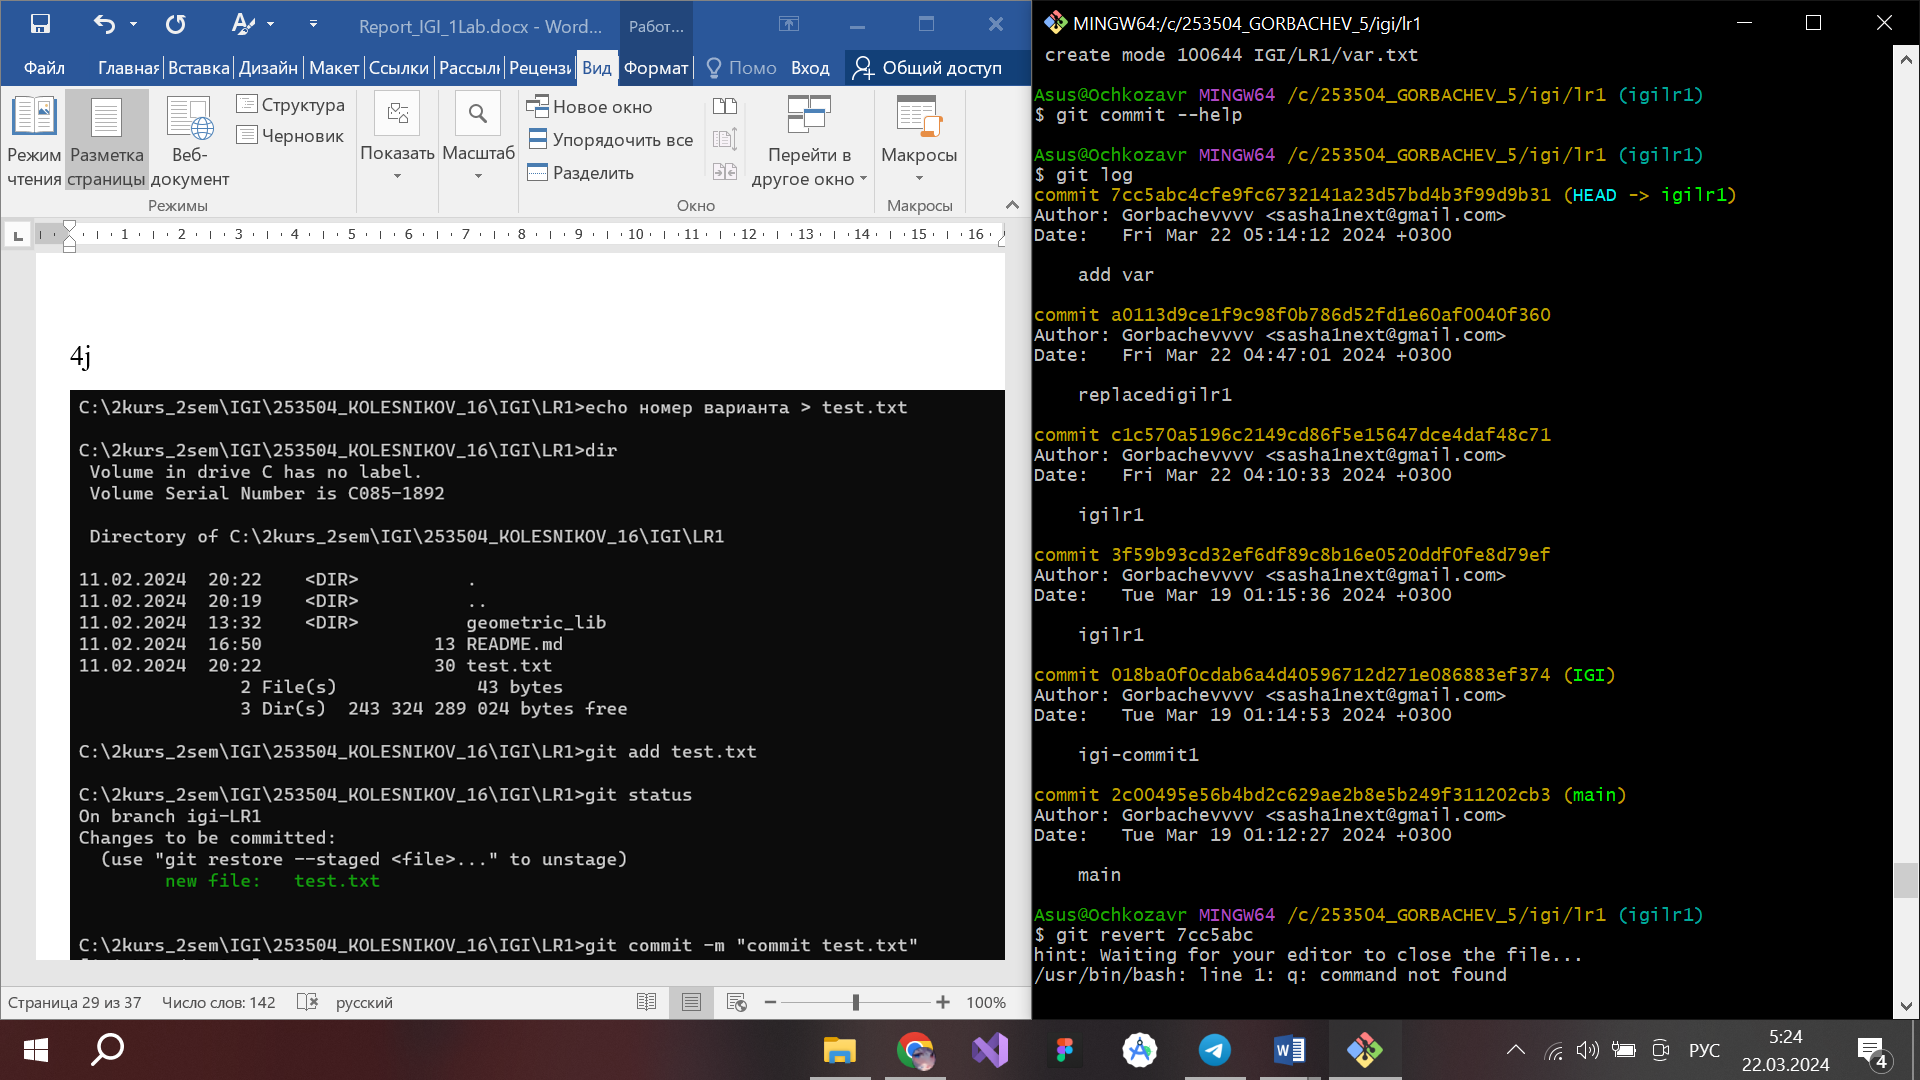 Report_IGI_1Lab.docx - Word...
Работ...
Файл
Главная
Вставка
Дизайн
Макет
Ссылки
Рассылк
Рецензи
Вид
Формат
Помо
Вход
Общий доступ
Режим чтения
Разметка страницы
Веб-документ
Структура
Черновик
Режимы
Показать
Масштаб
Новое окно
Упорядочить все
Разделить
Перейти в другое окно
Окно
Макросы
Макросы
1 2 3 4 5 6 7 8 9 10 11 12 13 14 15 16
4j
C:\2kurs_2sem\IGI\253504_KOLESNIKOV_16\IGI\LR1>echo номер варианта > test.txt
C:\2kurs_2sem\IGI\253504_KOLESNIKOV_16\IGI\LR1>dir
Volume in drive C has no label.
Volume Serial Number is C085-1892
Directory of C:\2kurs_2sem\IGI\253504_KOLESNIKOV_16\IGI\LR1
11.02.2024 20:22 <DIR> .
11.02.2024 20:19 <DIR> ..
11.02.2024 13:32 <DIR> geometric_lib
11.02.2024 16:50 13 README.md
11.02.2024 20:22 30 test.txt
2 File(s) 43 bytes
3 Dir(s) 243 324 289 024 bytes free
C:\2kurs_2sem\IGI\253504_KOLESNIKOV_16\IGI\LR1>git add test.txt
C:\2kurs_2sem\IGI\253504_KOLESNIKOV_16\IGI\LR1>git status
On branch igi-LR1
Changes to be committed:
(use "git restore --staged <file>..." to unstage)
new file: test.txt
C:\2kurs_2sem\IGI\253504_KOLESNIKOV_16\IGI\LR1>git commit -m "commit test.txt"
Страница 29 из 37
Число слов: 142
русский
100%
MINGW64:/c/253504_GORBACHEV_5/igi/lr1
create mode 100644 IGI/LR1/var.txt
Asus@Ochkozavr MINGW64 /c/253504_GORBACHEV_5/igi/lr1 (igilr1)
$ git commit --help
Asus@Ochkozavr MINGW64 /c/253504_GORBACHEV_5/igi/lr1 (igilr1)
$ git log
commit 7cc5abc4cfe9fc6732141a23d57bd4b3f99d9b31 (HEAD -> igilr1)
Author: Gorbachevvvv <sasha1next@gmail.com>
Date: Fri Mar 22 05:14:12 2024 +0300
add var
commit a0113d9ce1f9c98f0b786d52fd1e60af0040f360
Author: Gorbachevvvv <sasha1next@gmail.com>
Date: Fri Mar 22 04:47:01 2024 +0300
replacedigilr1
commit c1c570a5196c2149cd86f5e15647dce4daf48c71
Author: Gorbachevvvv <sasha1next@gmail.com>
Date: Fri Mar 22 04:10:33 2024 +0300
igilr1
commit 3f59b93cd32ef6df89c8b16e0520ddf0fe8d79ef
Author: Gorbachevvvv <sasha1next@gmail.com>
Date: Tue Mar 19 01:15:36 2024 +0300
igilr1
commit 018ba0f0cdab6a4d40596712d271e086883ef374 (IGI)
Author: Gorbachevvvv <sasha1next@gmail.com>
Date: Tue Mar 19 01:14:53 2024 +0300
igi-commit1
commit 2c00495e56b4bd2c629ae2b8e5b249f311202cb3 (main)
Author: Gorbachevvvv <sasha1next@gmail.com>
Date: Tue Mar 19 01:12:27 2024 +0300
main
Asus@Ochkozavr MINGW64 /c/253504_GORBACHEV_5/igi/lr1 (igilr1)
$ git revert 7cc5abc
hint: Waiting for your editor to close the file...
/usr/bin/bash: line 1: q: command not found
РУС
5:24
22.03.2024
4